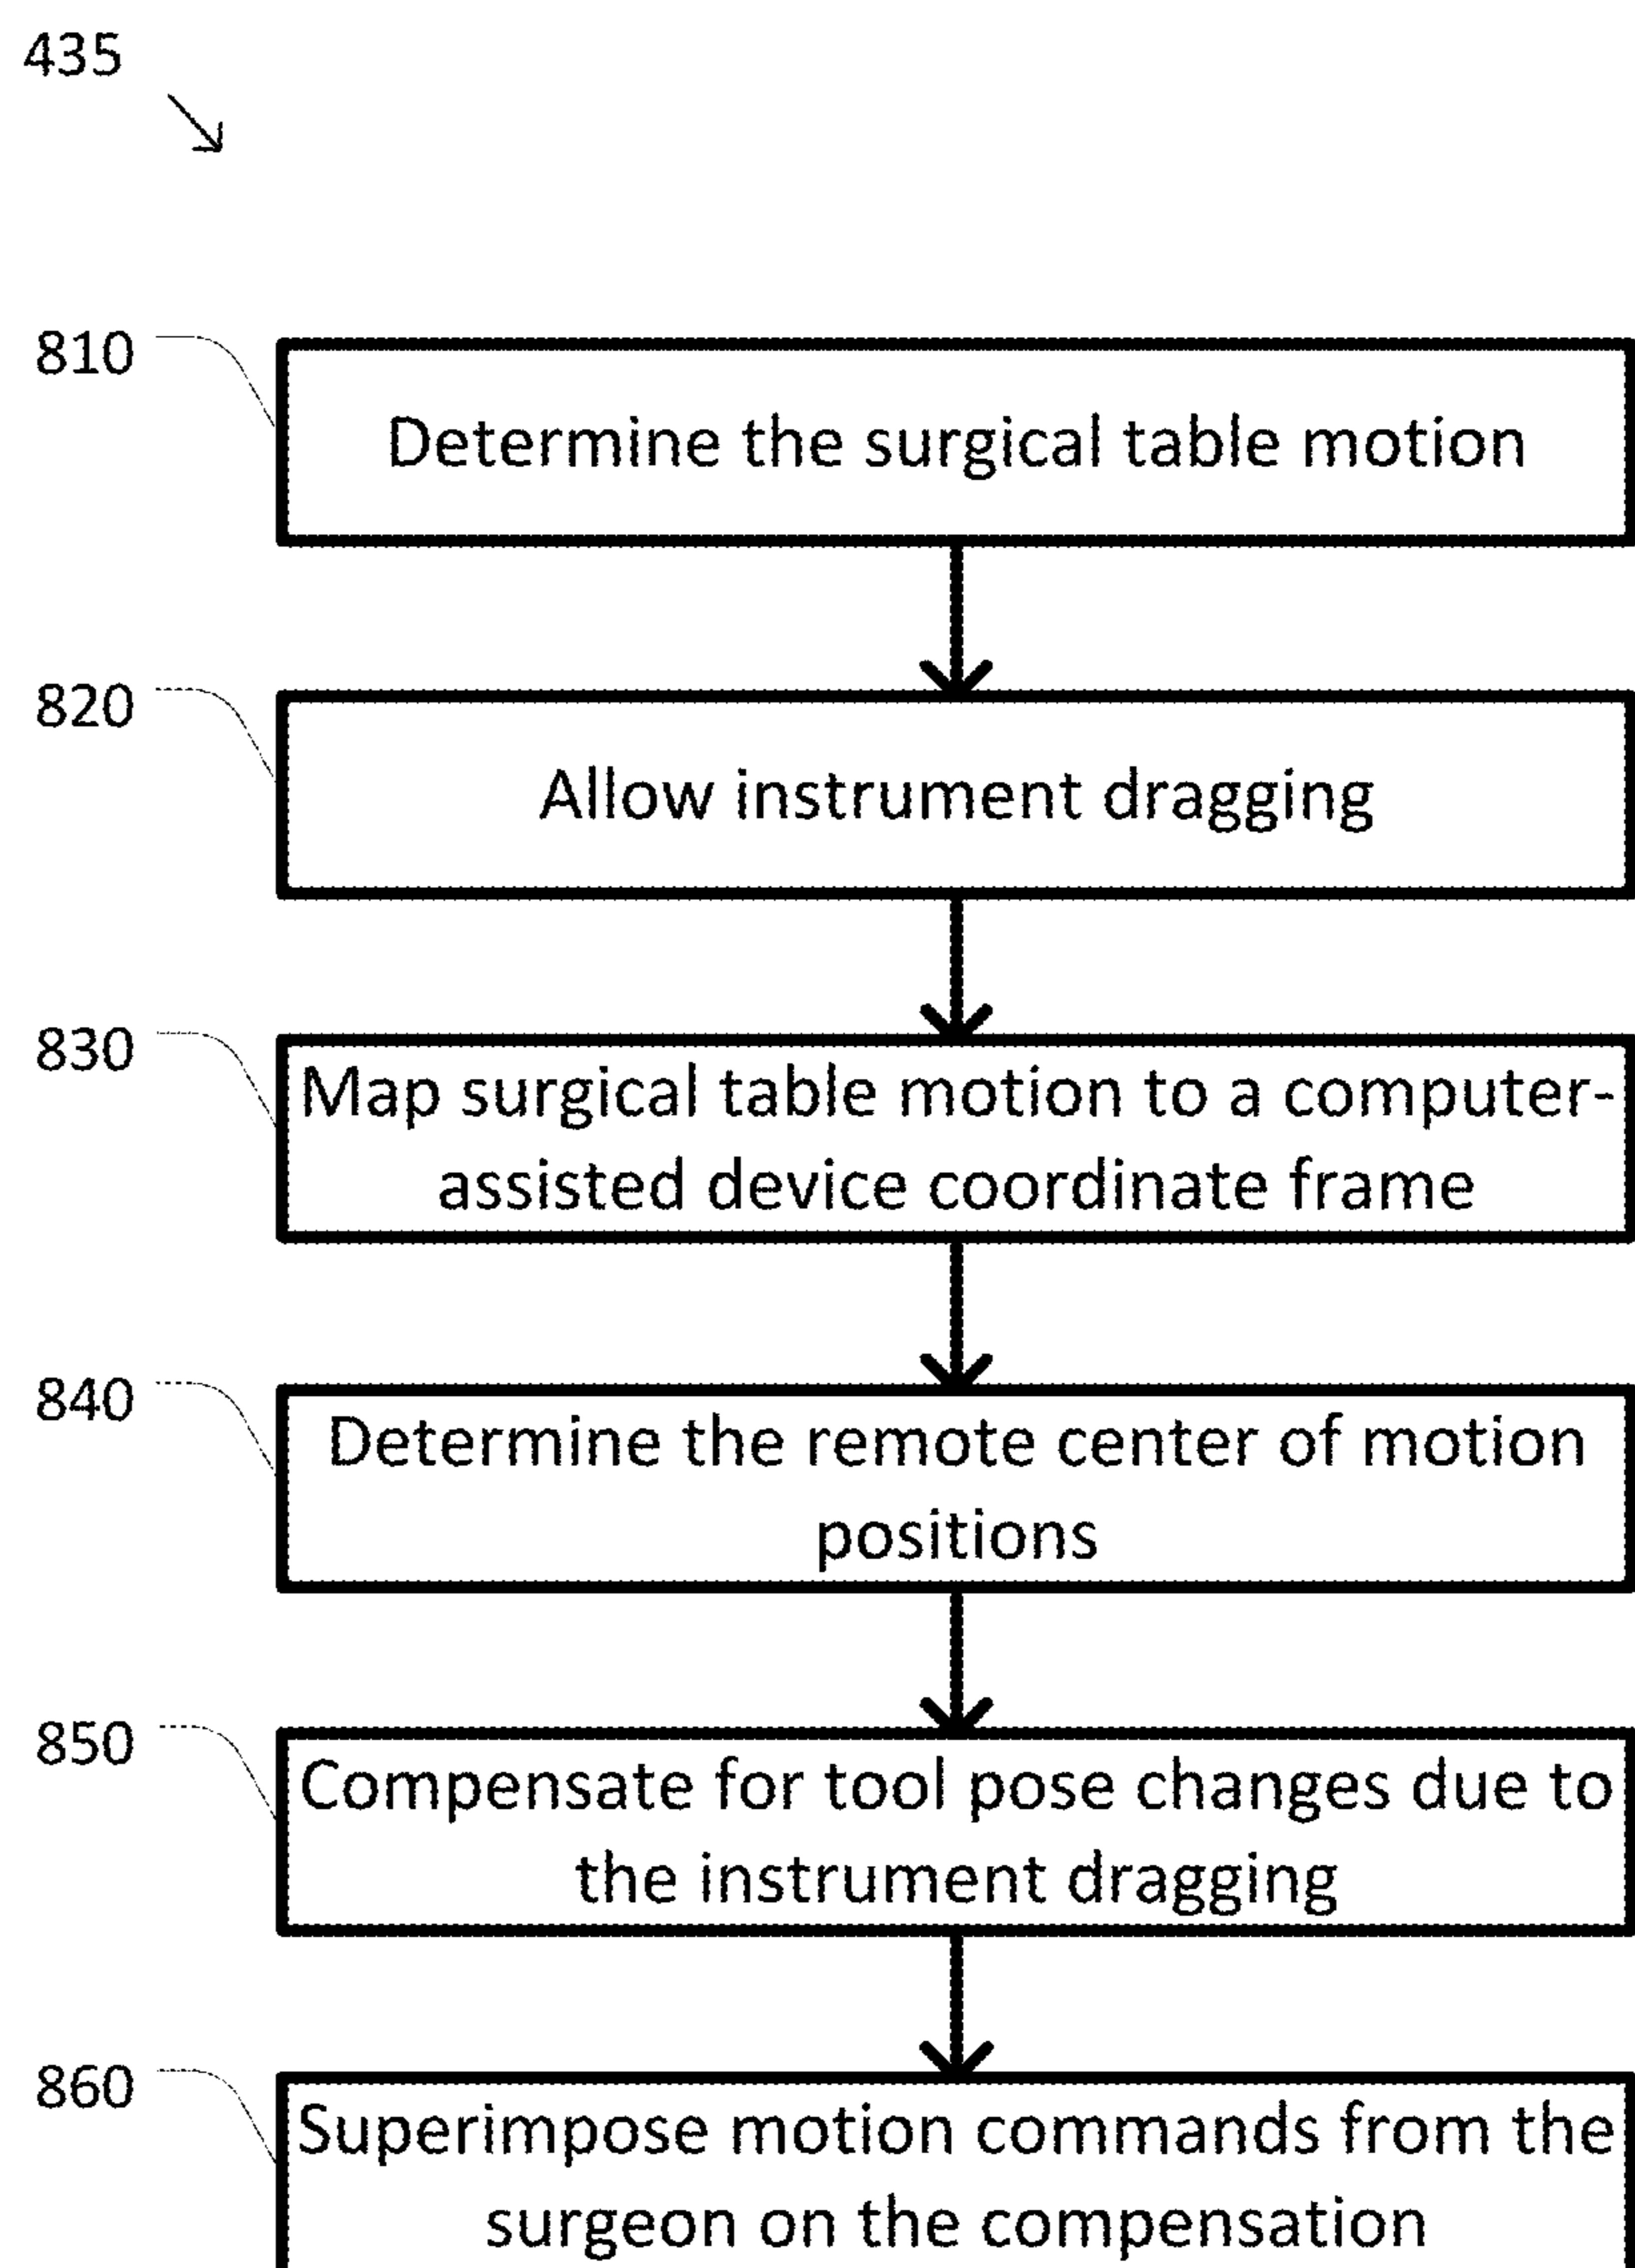 435
810
Determine the surgical table motion
820
Allow instrument dragging
830
Map surgical table motion to a computer-
assisted device coordinate frame
840
Determine the remote center of motion
positions
850
Compensate for tool pose changes due to
the instrument dragging
860
Superimpose motion commands from the
surgeon on the compensation